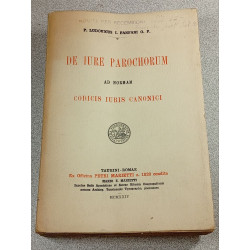 P. LUDOVICUS I. FANFANI O. P.
DE IURE PAROCHORUM
AD NORMAM
CODICIS IURIS CANONICI
TAURINI-ROMAE
Ex Officina PETRI MARIETTI a. 1820 condita
MARIO E. MARIETTI
MCMXXIV